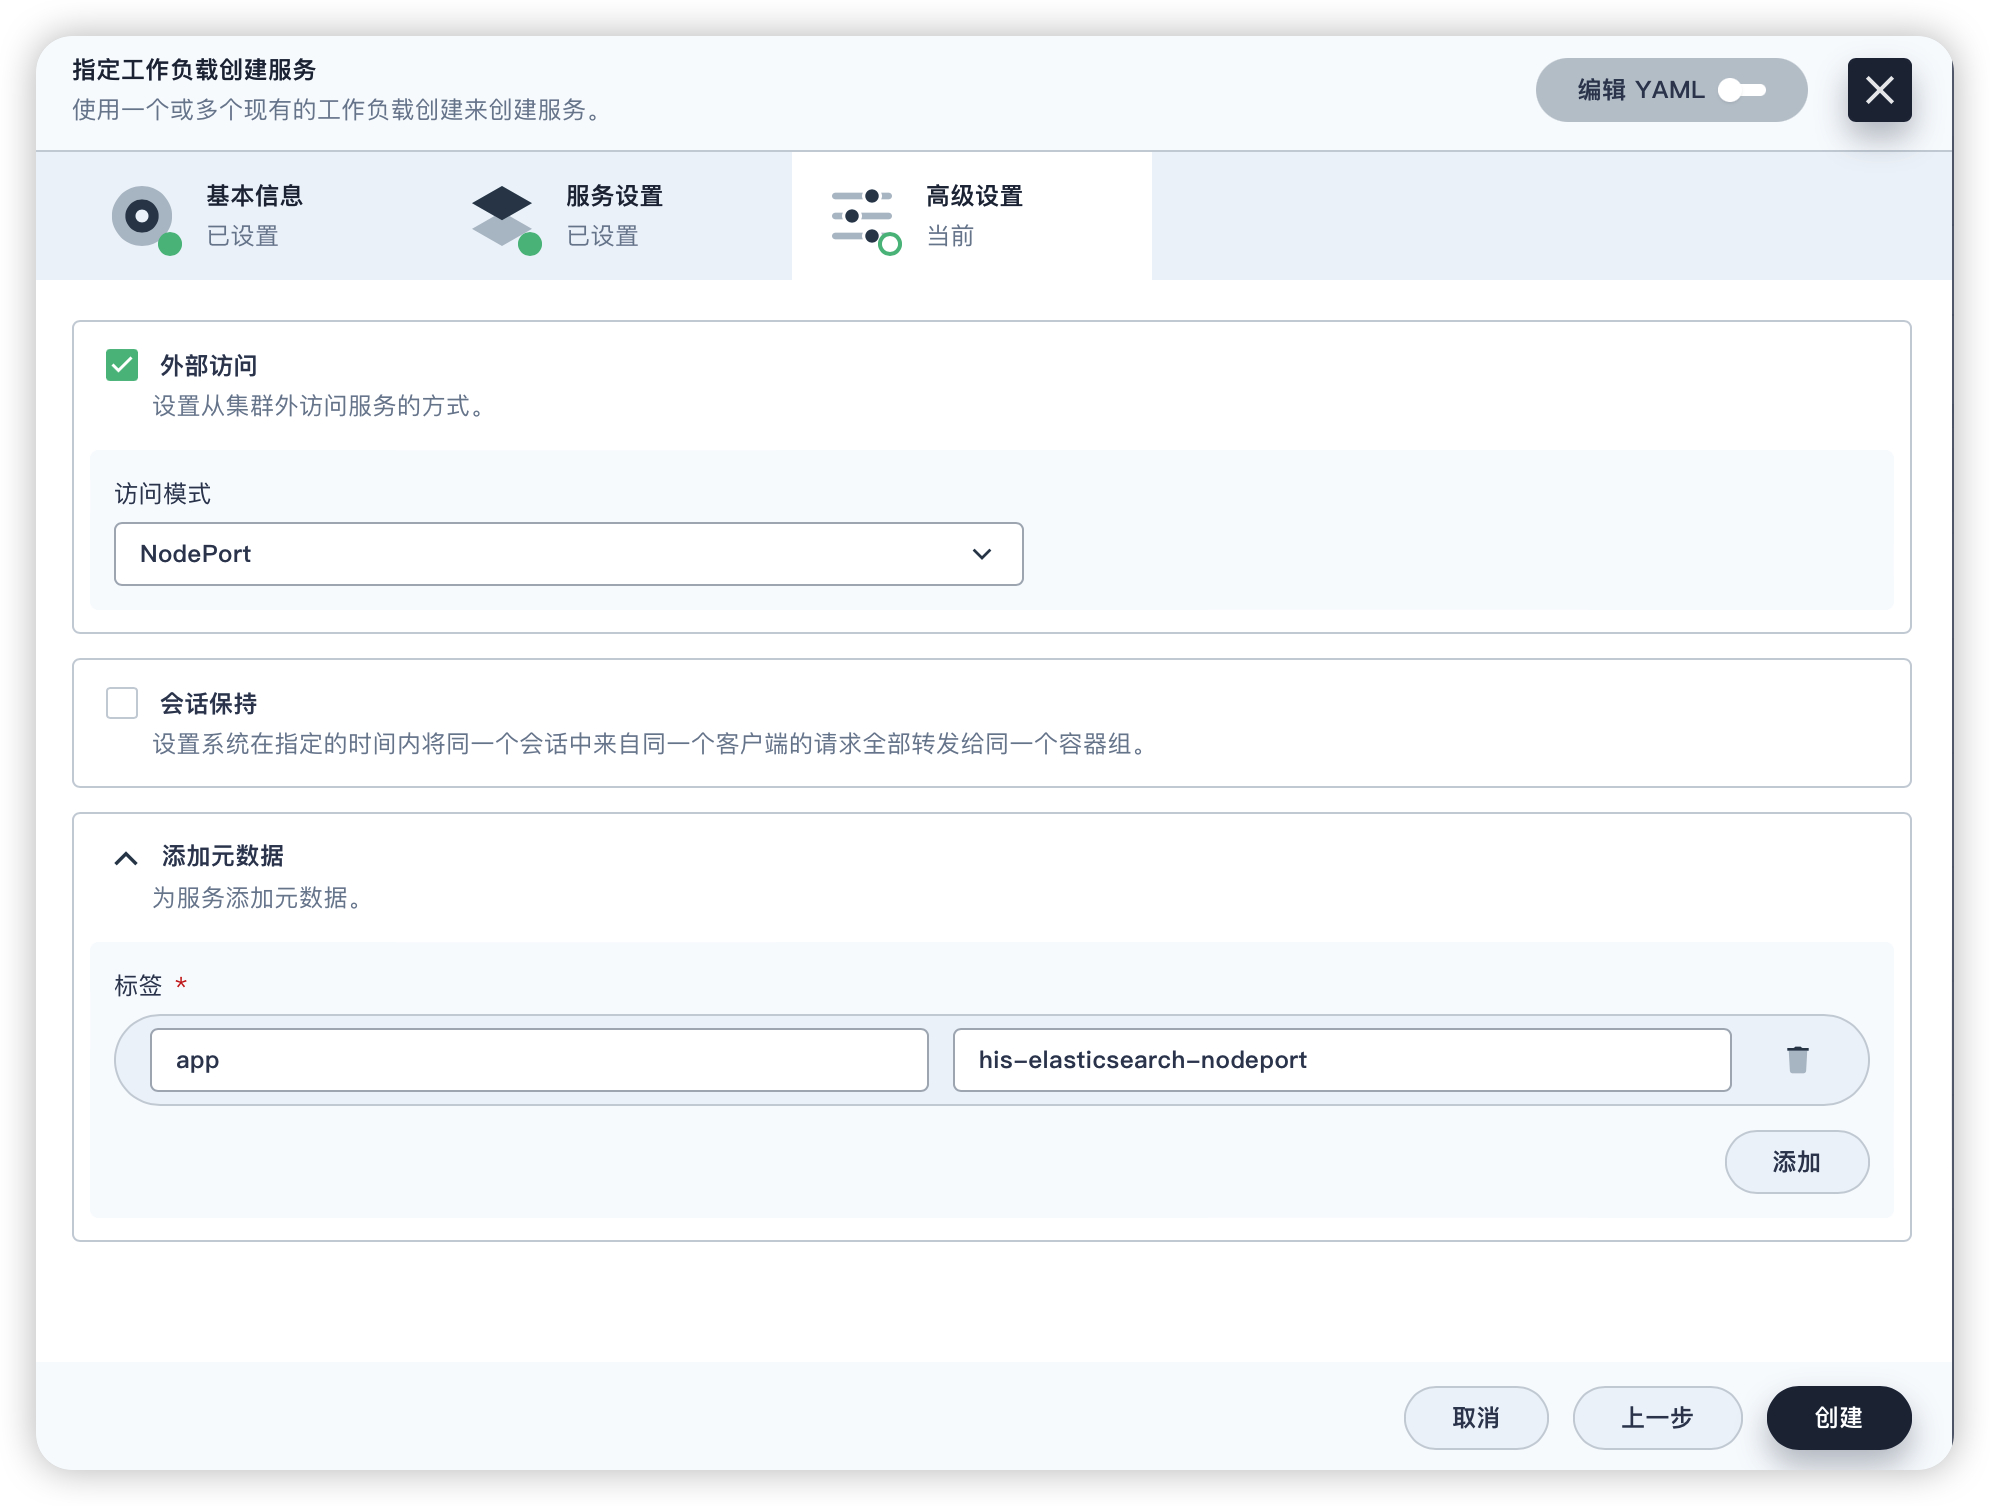 指定工作负载创建服务
使用一个或多个现有的工作负载创建来创建服务。
编辑 YAML
基本信息
已设置
服务设置
已设置
高级设置
当前
外部访问
设置从集群外访问服务的方式。
访问模式
NodePort
会话保持
设置系统在指定的时间内将同一个会话中来自同一个客户端的请求全部转发给同一个容器组。
添加元数据
为服务添加元数据。
标签 *
app
his-elasticsearch-nodeport
添加
取消
上一步
创建